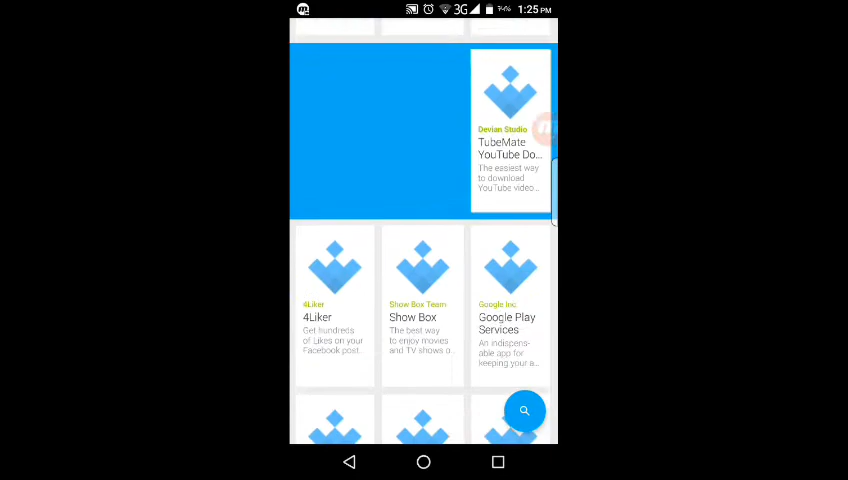 3G 74% 1:25 PM
Devian Studio
TubeMate
YouTube Do...
The easiest way
to download
YouTube video ..
4Liker
4Liker
Get hundreds
of Likes on your
Facebook post..
Show Box Team
Show Box
The best way
to enjoy movies
and TV shows o..
Google Inc.
Google Play
Services
An indispens-
able app for
keeping your a..